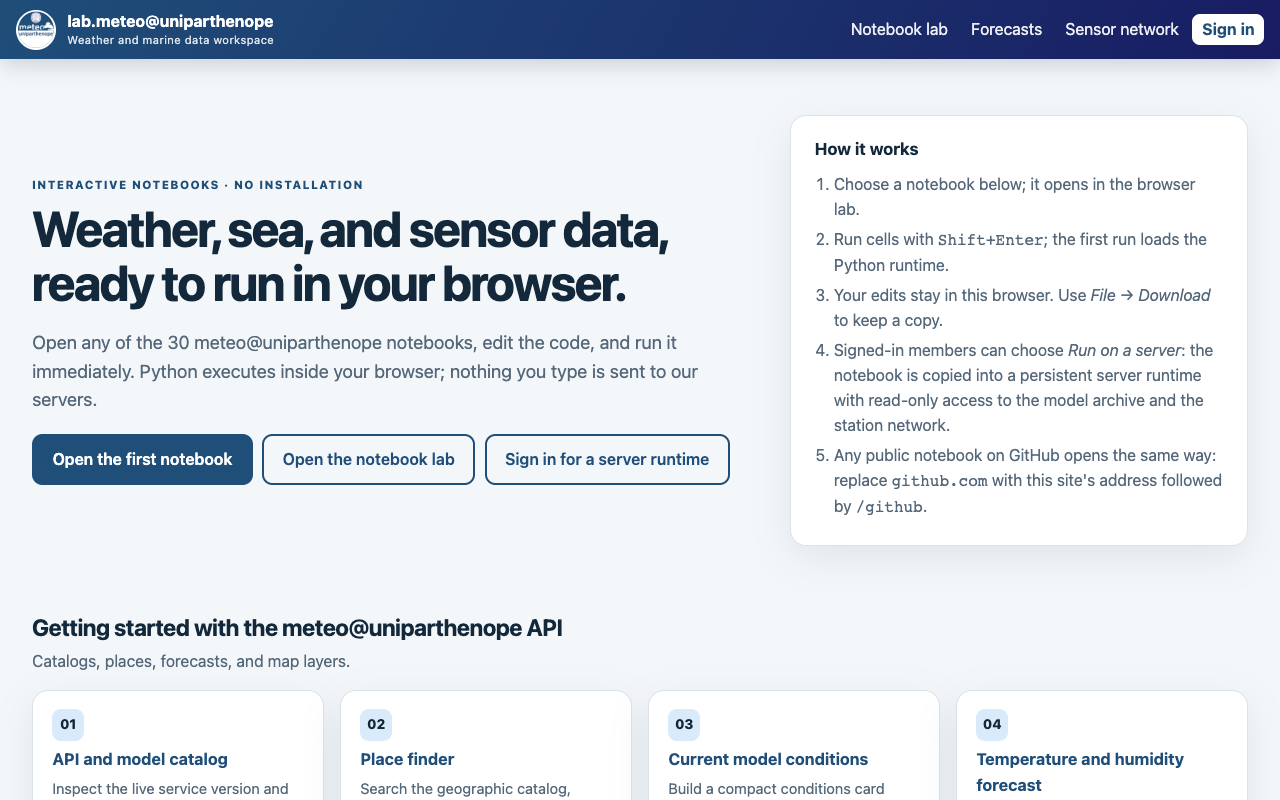 lab.meteo@uniparthenope
Weather and marine data workspace
Notebook lab
Forecasts
Sensor network
Sign in
INTERACTIVE NOTEBOOKS · NO INSTALLATION
Weather, sea, and sensor data,
ready to run in your browser.
Open any of the 30 meteo@uniparthenope notebooks, edit the code, and run it
immediately. Python executes inside your browser; nothing you type is sent to our
servers.
Open the first notebook
Open the notebook lab
Sign in for a server runtime
How it works
1. Choose a notebook below; it opens in the browser
lab.
2. Run cells with Shift+Enter; the first run loads the
Python runtime.
3. Your edits stay in this browser. Use File → Download
to keep a copy.
4. Signed-in members can choose Run on a server: the
notebook is copied into a persistent server runtime
with read-only access to the model archive and the
station network.
5. Any public notebook on GitHub opens the same way:
replace github.com with this site's address followed
by /github.
Getting started with the meteo@uniparthenope API
Catalogs, places, forecasts, and map layers.
01
API and model catalog
Inspect the live service version and
02
Place finder
Search the geographic catalog,
03
Current model conditions
Build a compact conditions card
04
Temperature and humidity
forecast